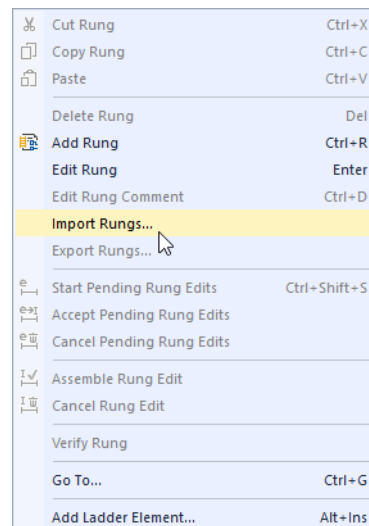 Cut Rung Ctrl+X
Copy Rung Ctrl+C
Paste Ctrl+V
Delete Rung Del
Add Rung Ctrl+R
Edit Rung Enter
Edit Rung Comment Ctrl+D
Import Rungs...
Export Rungs...
Start Pending Rung Edits Ctrl+Shift+S
Accept Pending Rung Edits
Cancel Pending Rung Edits
Assemble Rung Edit
Cancel Rung Edit
Verify Rung
Go To... Ctrl+G
Add Ladder Element... Alt+Ins